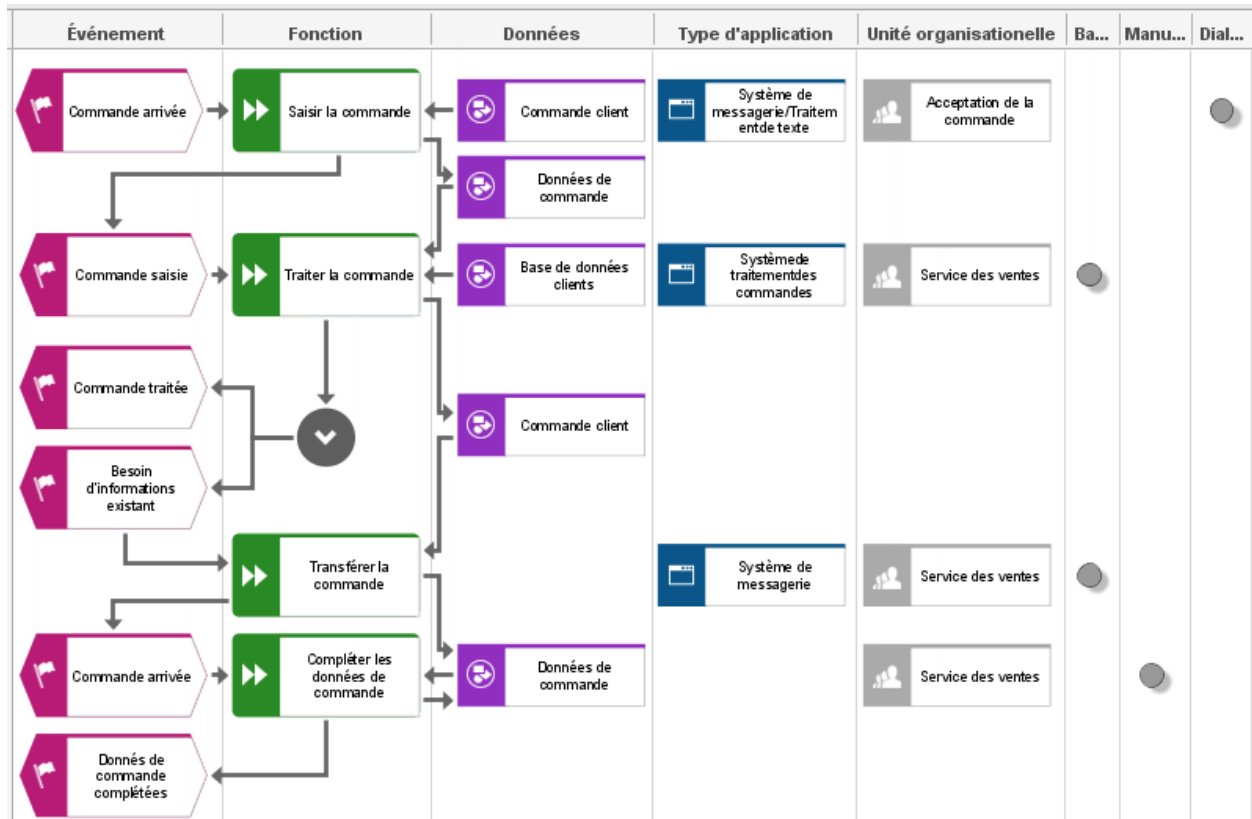 Événement Fonction Données Type d'application Unité organisationelle Ba... Manu... Dial...
Commande arrivée
Saisir la commande
Commande client
Système de
messagerie/Traitem
entde texte
Acceptation de la
commande
Données de
commande
Commande saisie
Traiter la commande
Base de données
clients
Systèmede
traitementdes
commandes
Service des ventes
Commande traitée
Commande client
Besoin
d'informations
existant
Transférer la
commande
Système de
messagerie
Service des ventes
Commande arrivée
Compléter les
données de
commande
Données de
commande
Service des ventes
Donnés de
commande
complétées